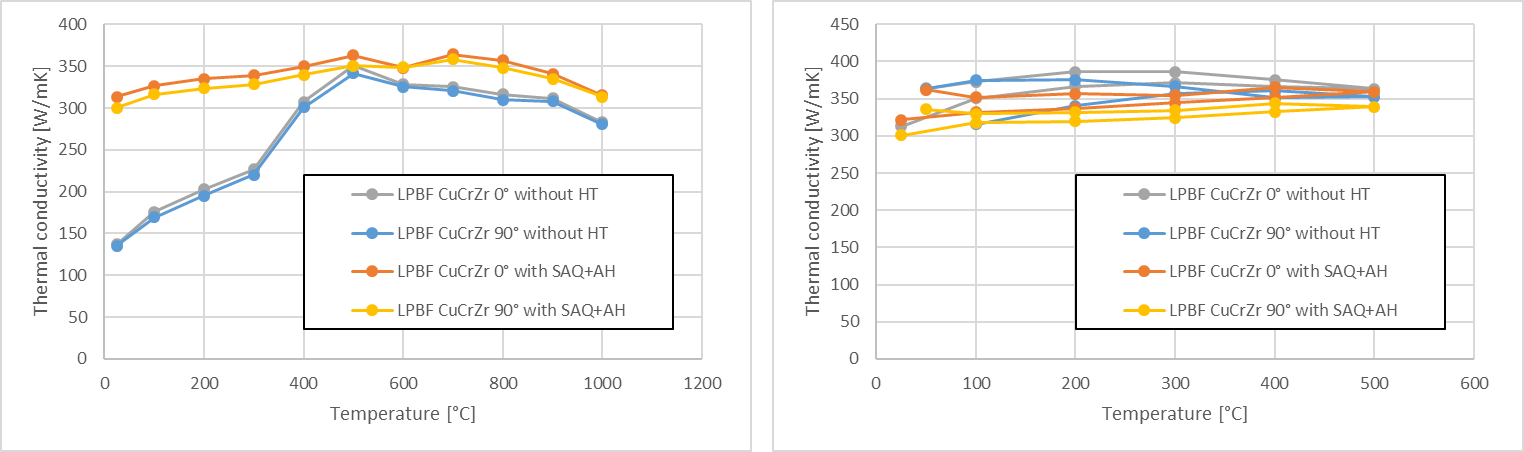 400
350
300
250
200
150
100
50
0
Thermal conductivity [W/mK]
LPBF CuCrZr 0° without HT
LPBF CuCrZr 90° without HT
LPBF CuCrZr 0° with SAQ+AH
LPBF CuCrZr 90° with SAQ+AH
0 200 400 600 800 1000 1200
Temperature [°C]
450
400
350
300
250
200
150
100
50
0
Thermal conductivity [W/mK]
LPBF CuCrZr 0° without HT
LPBF CuCrZr 90° without HT
LPBF CuCrZr 0° with SAQ+AH
LPBF CuCrZr 90° with SAQ+AH
0 100 200 300 400 500 600
Temperature [°C]